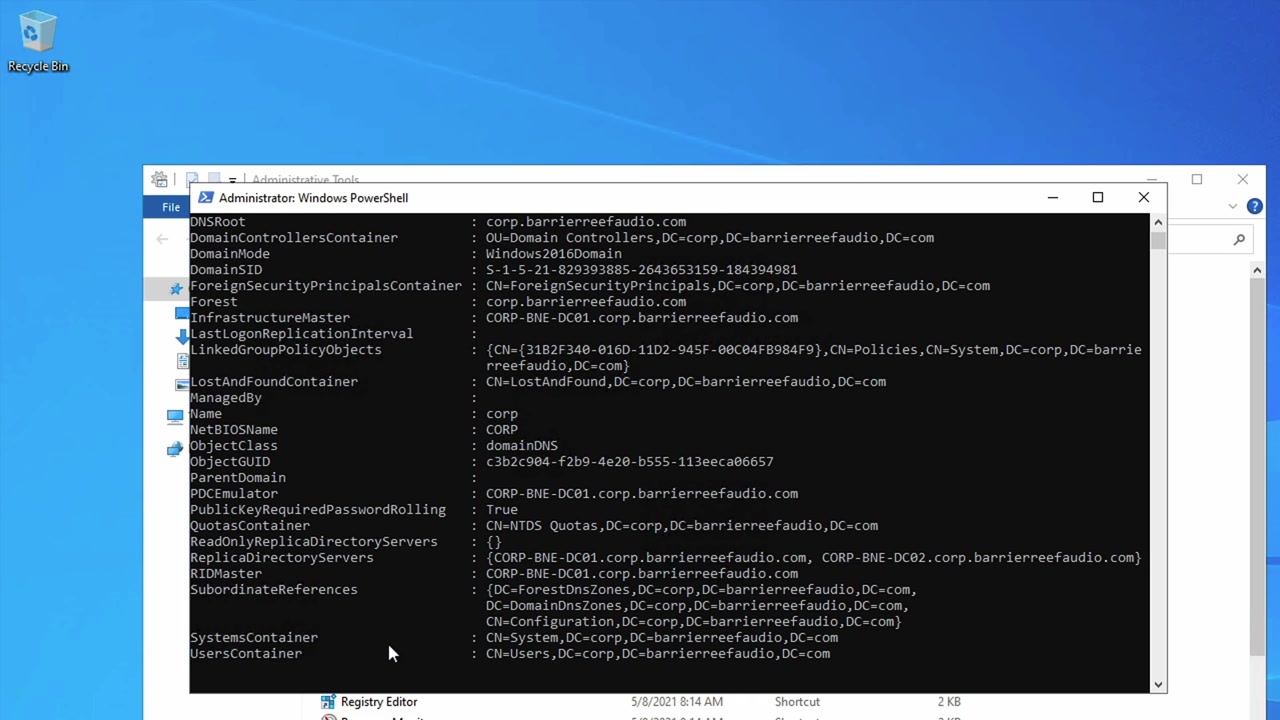 Recycle Bin
Administrative Tools
Administrator: Windows PowerShell
File
DNSRoot : corp.barrierreefaudio.com
DomainControllersContainer : OU=Domain Controllers,DC=corp,DC=barrierreefaudio,DC=com
DomainMode : Windows2016Domain
DomainSID : S-1-5-21-829393885-2643653159-184394981
ForeignSecurityPrincipalsContainer : CN=ForeignSecurityPrincipals,DC=corp,DC=barrierreefaudio,DC=com
Forest : corp.barrierreefaudio.com
InfrastructureMaster : CORP-BNE-DC01.corp.barrierreefaudio.com
LastLogonReplicationInterval :
LinkedGroupPolicyObjects : {CN={31B2F340-016D-11D2-945F-00C04FB984F9},CN=Policies,CN=System,DC=corp,DC=barrie
rreefaudio,DC=com}
LostAndFoundContainer : CN=LostAndFound,DC=corp,DC=barrierreefaudio,DC=com
ManagedBy :
Name : corp
NetBIOSName : CORP
ObjectClass : domainDNS
ObjectGUID : c3b2c904-f2b9-4e20-b555-113eeca06657
ParentDomain :
PDCEmulator : CORP-BNE-DC01.corp.barrierreefaudio.com
PublicKeyRequiredPasswordRolling : True
QuotasContainer : CN=NTDS Quotas,DC=corp,DC=barrierreefaudio,DC=com
ReadOnlyReplicaDirectoryServers : {}
ReplicaDirectoryServers : {CORP-BNE-DC01.corp.barrierreefaudio.com, CORP-BNE-DC02.corp.barrierreefaudio.com}
RIDMaster : CORP-BNE-DC01.corp.barrierreefaudio.com
SubordinateReferences : {DC=ForestDnsZones,DC=corp,DC=barrierreefaudio,DC=com,
DC=DomainDnsZones,DC=corp,DC=barrierreefaudio,DC=com,
CN=Configuration,DC=corp,DC=barrierreefaudio,DC=com}
SystemsContainer : CN=System,DC=corp,DC=barrierreefaudio,DC=com
UsersContainer : CN=Users,DC=corp,DC=barrierreefaudio,DC=com
Registry Editor 5/8/2021 8:14 AM Shortcut 2 KB